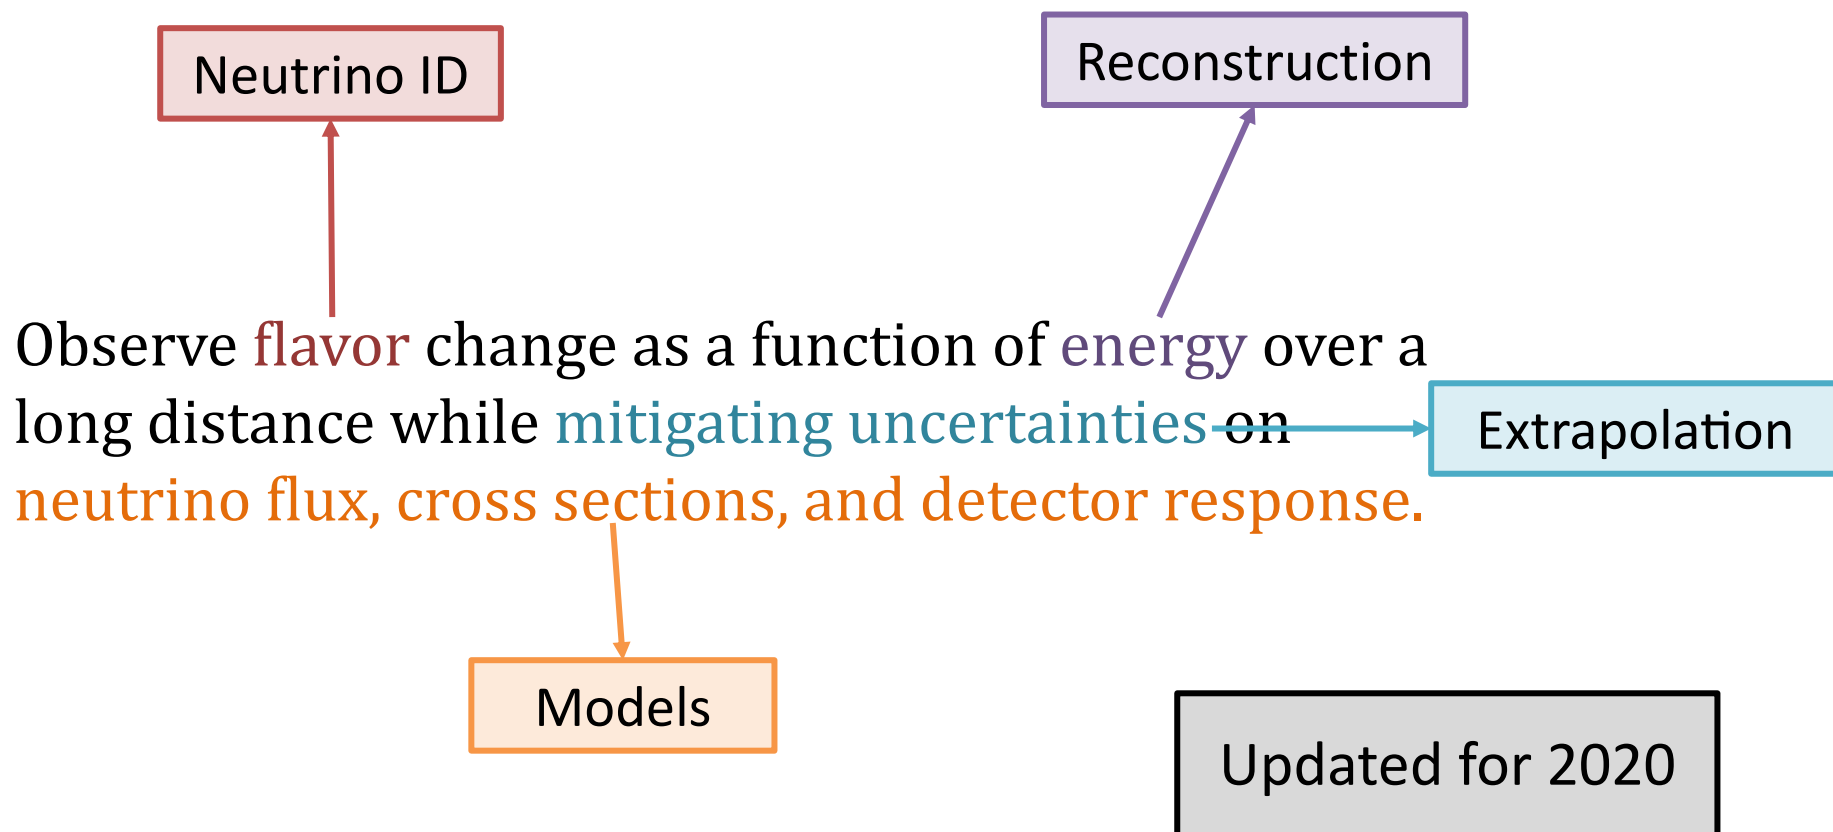 Neutrino ID
Reconstruction
Observe flavor change as a function of energy over a
long distance while mitigating uncertainties on
Extrapolation
neutrino flux, cross sections, and detector response.
Models
Updated for 2020